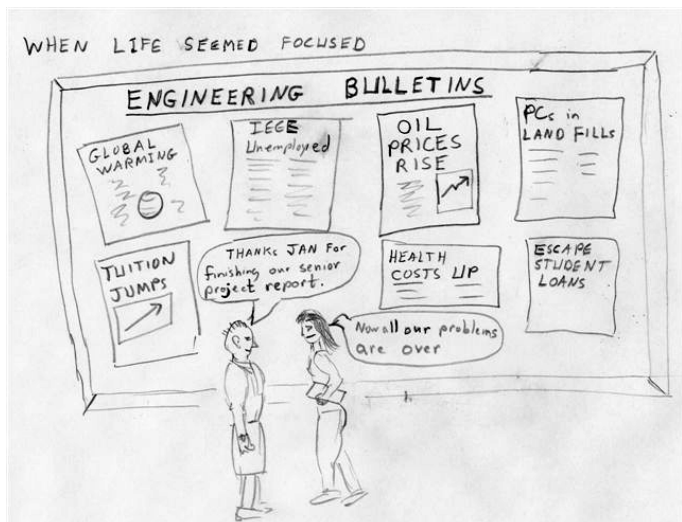 WHEN LIFE SEEMED FOCUSED
ENGINEERING BULLETINS
GLOBAL
WARMING
IEGE
Unemployed
OIL
PRICES
RISE
PCs in
LAND FILLS
TUITION
JUMPS
THANKS JAN FOR
finishing our senior
project report.
HEALTH
COSTS UP
ESCAPE
STUDENT
LOANS
Now all our problems
are over